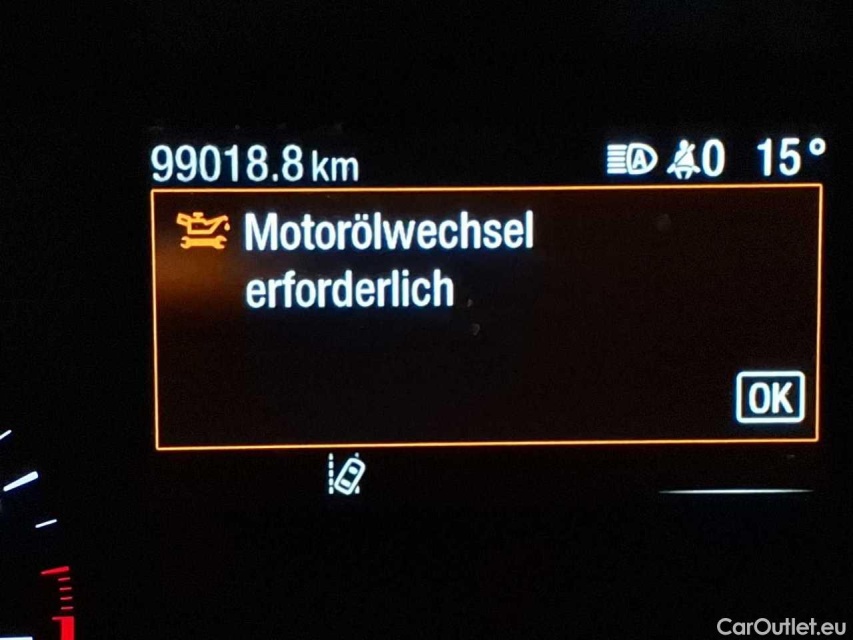 99018.8 km 0 15°
Motorölwechsel
erforderlich
OK
CarOutlet.eu